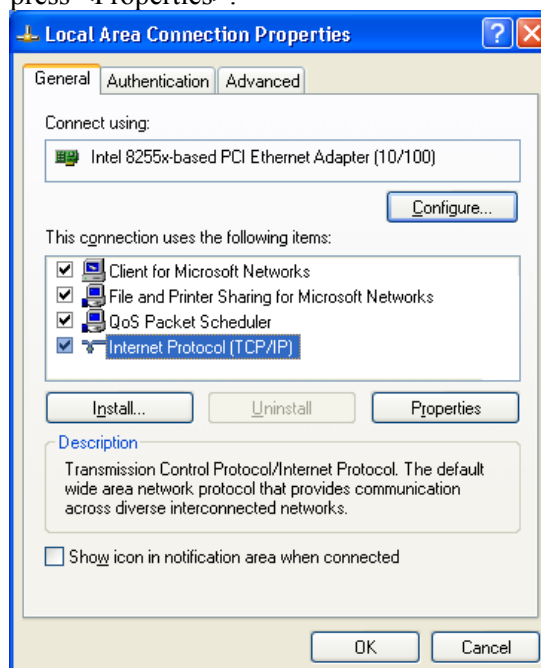 press <Properties>.
Local Area Connection Properties
General Authentication Advanced
Connect using:
Intel 8255x-based PCI Ethernet Adapter (10/100)
Configure...
This connection uses the following items:
Client for Microsoft Networks
File and Printer Sharing for Microsoft Networks
QoS Packet Scheduler
Internet Protocol (TCP/IP)
Install... Uninstall Properties
Description
Transmission Control Protocol/Internet Protocol. The default
wide area network protocol that provides communication
across diverse interconnected networks.
Show icon in notification area when connected
OK Cancel